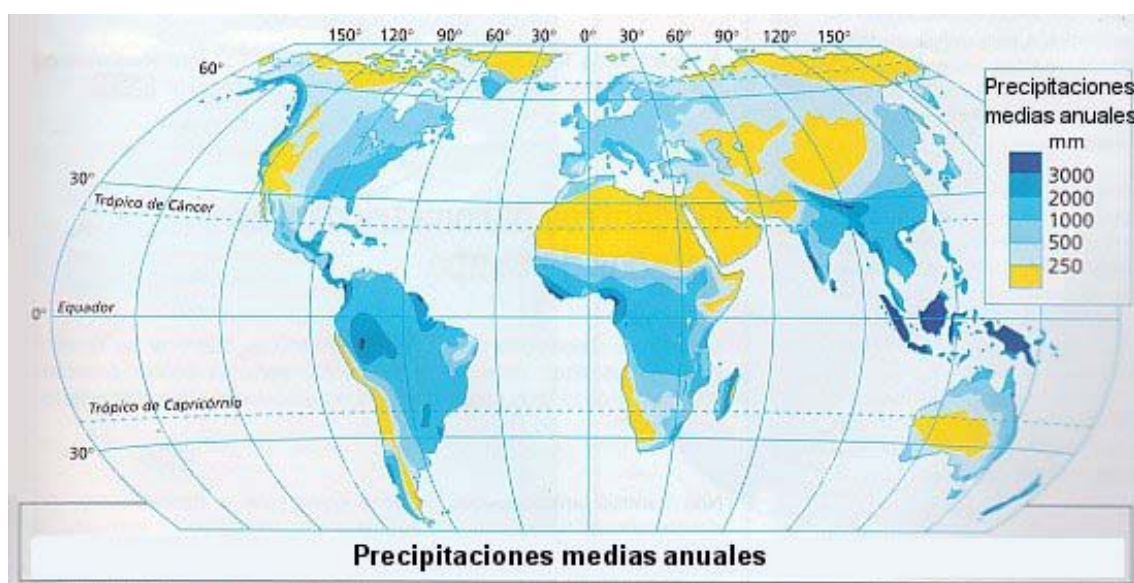 150° 120° 90° 60° 30° 0° 30° 60° 90° 120° 150°
60°
Precipitaciones
medias anuales
mm
3000
2000
1000
500
250
30°
Trópico de Câncer
0°
Equador
Trópico de Capricórnio
30°
Precipitaciones medias anuales